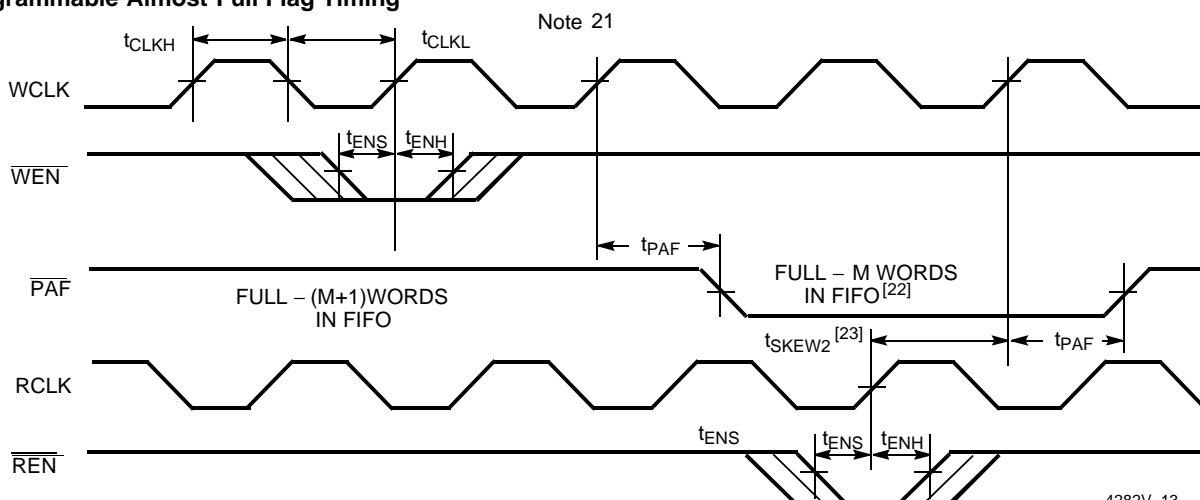 grammable Almost Full Flag Timing
Note 21
tCLKH
tCLKL
WCLK
tENS
tENH
WEN
tPAF
PAF
FULL – (M+1)WORDS
IN FIFO
FULL – M WORDS
IN FIFO[22]
tSKEW2 [23]
tPAF
RCLK
tENS
tENS
tENH
REN
4282V–13